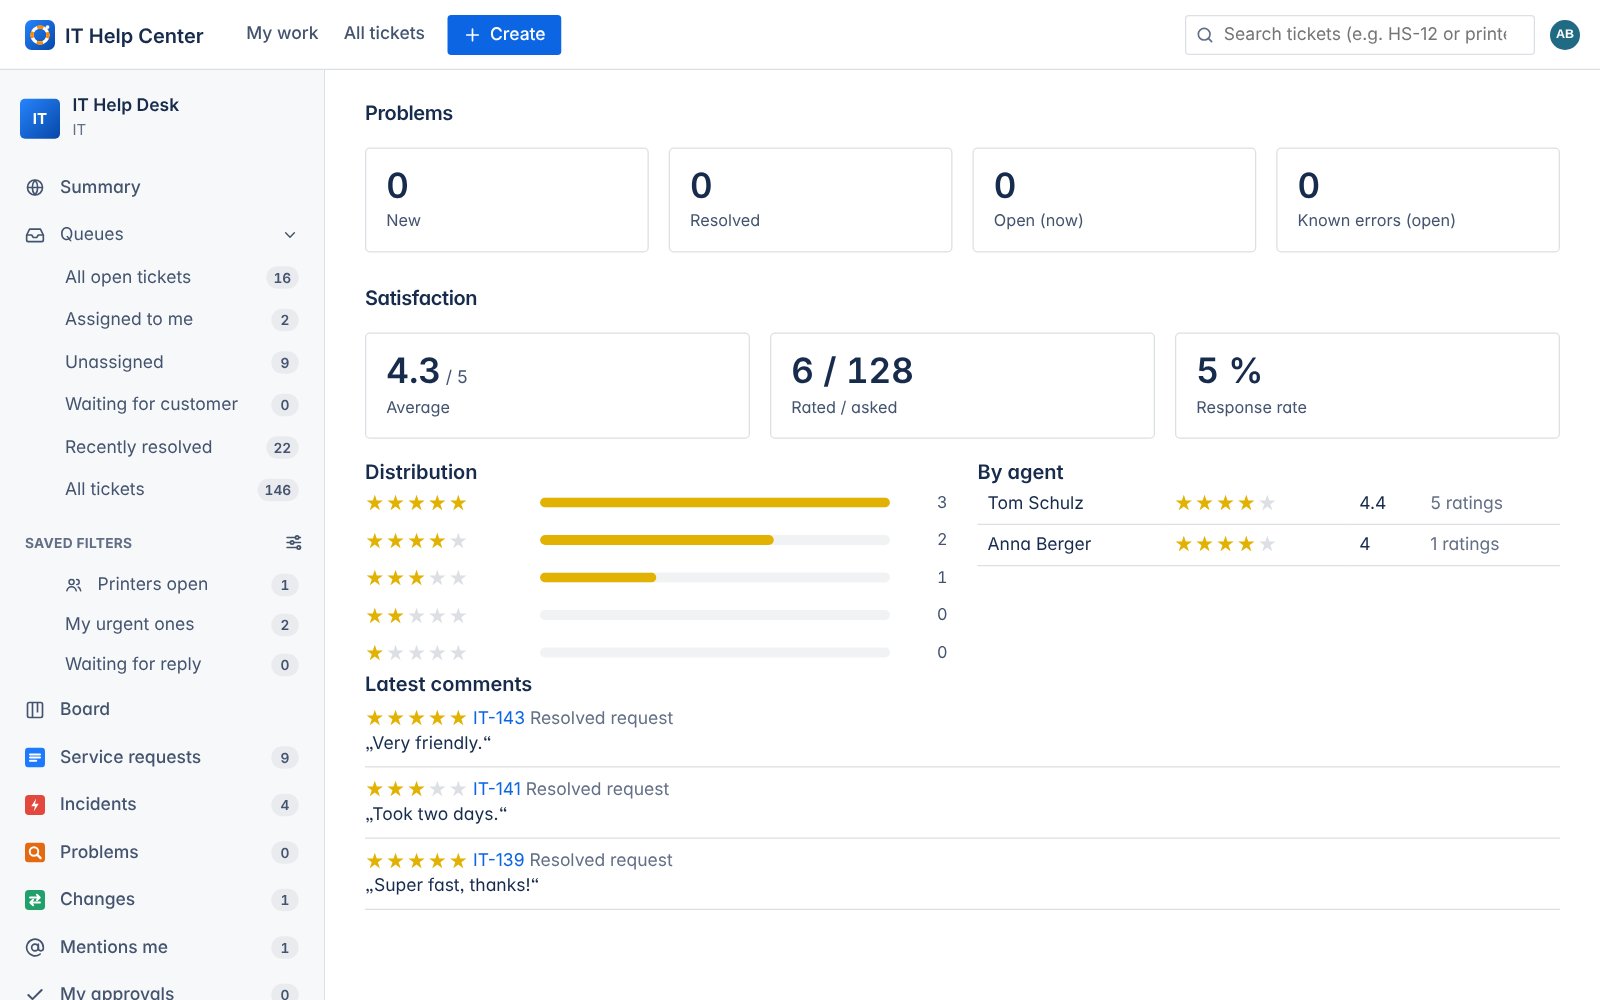 IT Help Center
My work
All tickets
Create
Search tickets (e.g. HS-12 or printe
AB
IT
IT Help Desk
IT
Summary
Queues
All open tickets 16
Assigned to me 2
Unassigned 9
Waiting for customer 0
Recently resolved 22
All tickets 146
SAVED FILTERS
Printers open 1
My urgent ones 2
Waiting for reply 0
Board
Service requests 9
Incidents 4
Problems 0
Changes 1
Mentions me 1
My approvals 0
Problems
0
New
0
Resolved
0
Open (now)
0
Known errors (open)
Satisfaction
4.3 / 5
Average
6 / 128
Rated / asked
5 %
Response rate
Distribution
3
2
1
0
0
By agent
Tom Schulz 4.4 5 ratings
Anna Berger 4 1 ratings
Latest comments
IT-143 Resolved request
„Very friendly.“
IT-141 Resolved request
„Took two days.“
IT-139 Resolved request
„Super fast, thanks!“